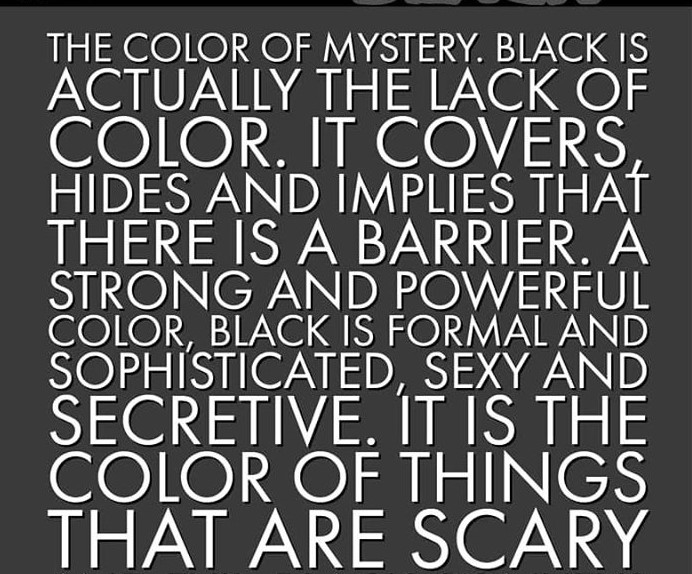 THE COLOR OF MYSTERY. BLACK IS
ACTUALLY THE LACK OF
COLOR. IT COVERS,
HIDES AND IMPLIES THAT
THERE IS A BARRIER. A
STRONG AND POWERFUL
COLOR, BLACK IS FORMAL AND
SOPHISTICATED, SEXY AND
SECRETIVE. IT IS THE
COLOR OF THINGS
THAT ARE SCARY